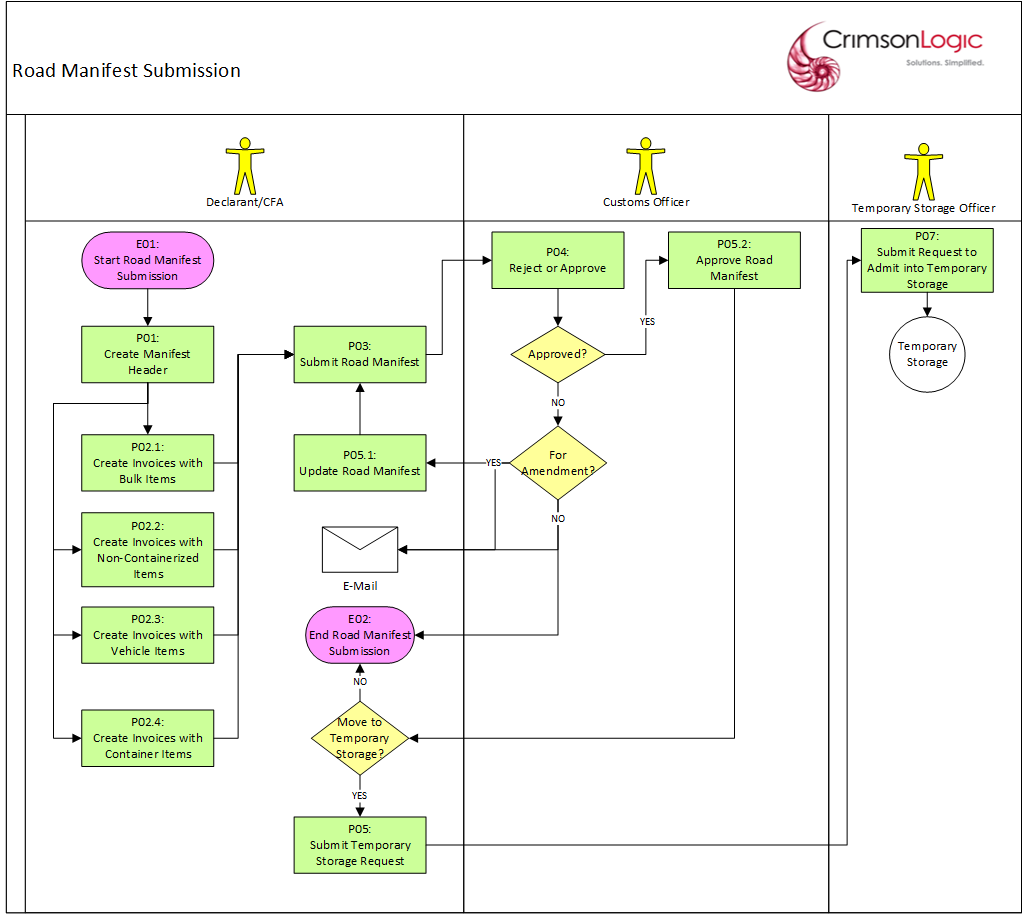 Road Manifest Submission
CrimsonLogic
Solutions. Simplified.
Declarant/CFA
Customs Officer
Temporary Storage Officer
E01:
Start Road Manifest
Submission
P01:
Create Manifest
Header
P02.1:
Create Invoices with
Bulk Items
P02.2:
Create Invoices with
Non-Containerized
Items
P02.3:
Create Invoices with
Vehicle Items
P02.4:
Create Invoices with
Container Items
P03:
Submit Road Manifest
P05.1:
Update Road Manifest
E-Mail
E02:
End Road Manifest
Submission
NO
Move to
Temporary
Storage?
YES
P05:
Submit Temporary
Storage Request
P04:
Reject or Approve
Approved?
YES
NO
For
Amendment?
YES
NO
P05.2:
Approve Road
Manifest
P07:
Submit Request to
Admit into Temporary
Storage
Temporary
Storage